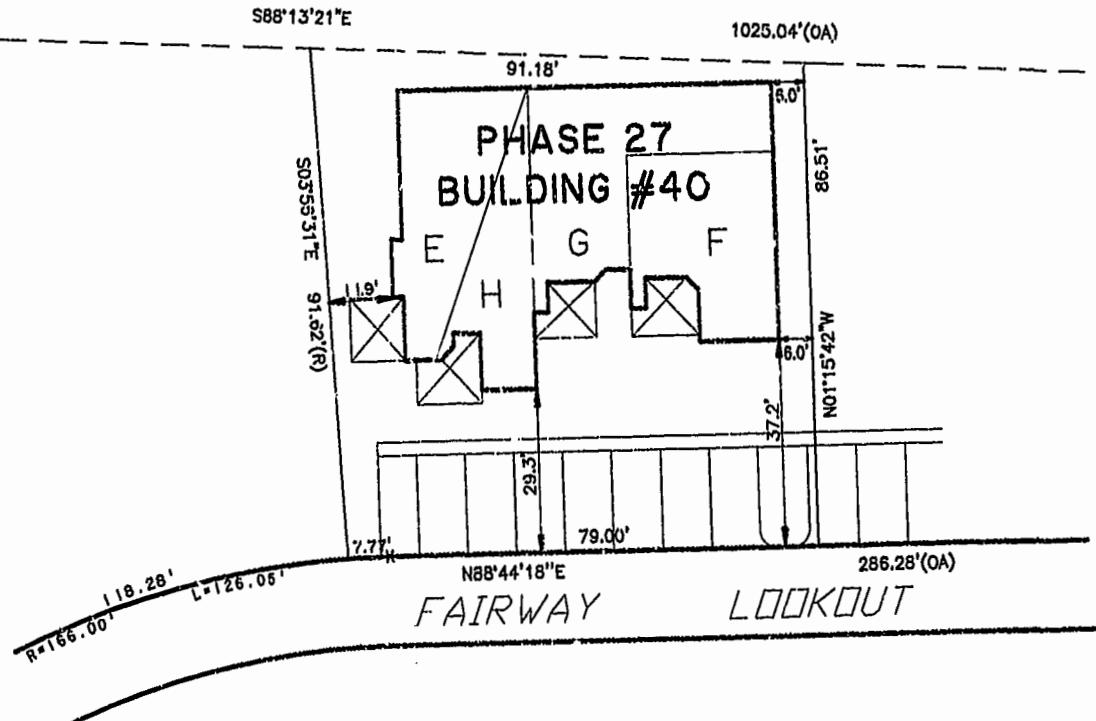 S88°13'21"E
1025.04'(OA)
91.18'
6.0'
PHASE 27
BUILDING #40
86.51'
S03°55'31"E 91.62'(R)
E
G
F
H
11.9'
6.0'
N01°15'42"W
37.2'
29.3'
7.77'
79.00'
N88°44'18"E
286.28'(OA)
118.28'
L=126.05'
R=166.00'
FAIRWAY LOOKOUT